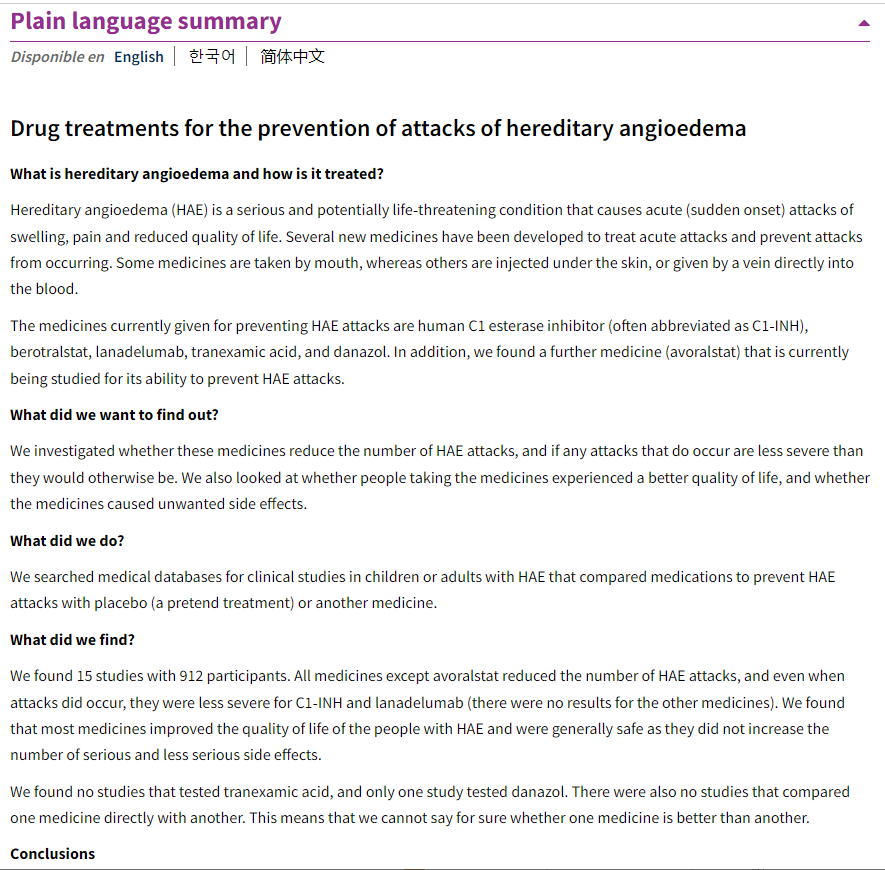 Plain language summary
Disponible en English 한국어 简体中文
Drug treatments for the prevention of attacks of hereditary angioedema
What is hereditary angioedema and how is it treated?
Hereditary angioedema (HAE) is a serious and potentially life-threatening condition that causes acute (sudden onset) attacks of
swelling, pain and reduced quality of life. Several new medicines have been developed to treat acute attacks and prevent attacks
from occurring. Some medicines are taken by mouth, whereas others are injected under the skin, or given by a vein directly into
the blood.
The medicines currently given for preventing HAE attacks are human C1 esterase inhibitor (often abbreviated as C1-INH),
berotralstat, lanadelumab, tranexamic acid, and danazol. In addition, we found a further medicine (avoralstat) that is currently
being studied for its ability to prevent HAE attacks.
What did we want to find out?
We investigated whether these medicines reduce the number of HAE attacks, and if any attacks that do occur are less severe than
they would otherwise be. We also looked at whether people taking the medicines experienced a better quality of life, and whether
the medicines caused unwanted side effects.
What did we do?
We searched medical databases for clinical studies in children or adults with HAE that compared medications to prevent HAE
attacks with placebo (a pretend treatment) or another medicine.
What did we find?
We found 15 studies with 912 participants. All medicines except avoralstat reduced the number of HAE attacks, and even when
attacks did occur, they were less severe for C1-INH and lanadelumab (there were no results for the other medicines). We found
that most medicines improved the quality of life of the people with HAE and were generally safe as they did not increase the
number of serious and less serious side effects.
We found no studies that tested tranexamic acid, and only one study tested danazol. There were also no studies that compared
one medicine directly with another. This means that we cannot say for sure whether one medicine is better than another.
Conclusions